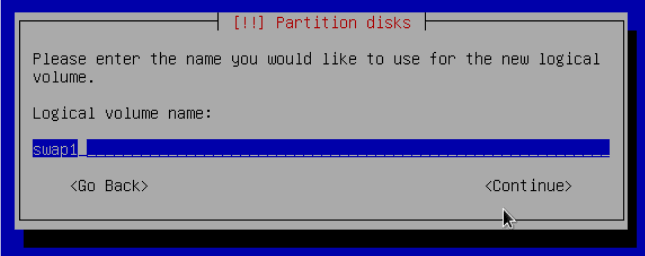 [!!] Partition disks
Please enter the name you would like to use for the new logical
volume.
Logical volume name:
swap1
<Go Back> <Continue>